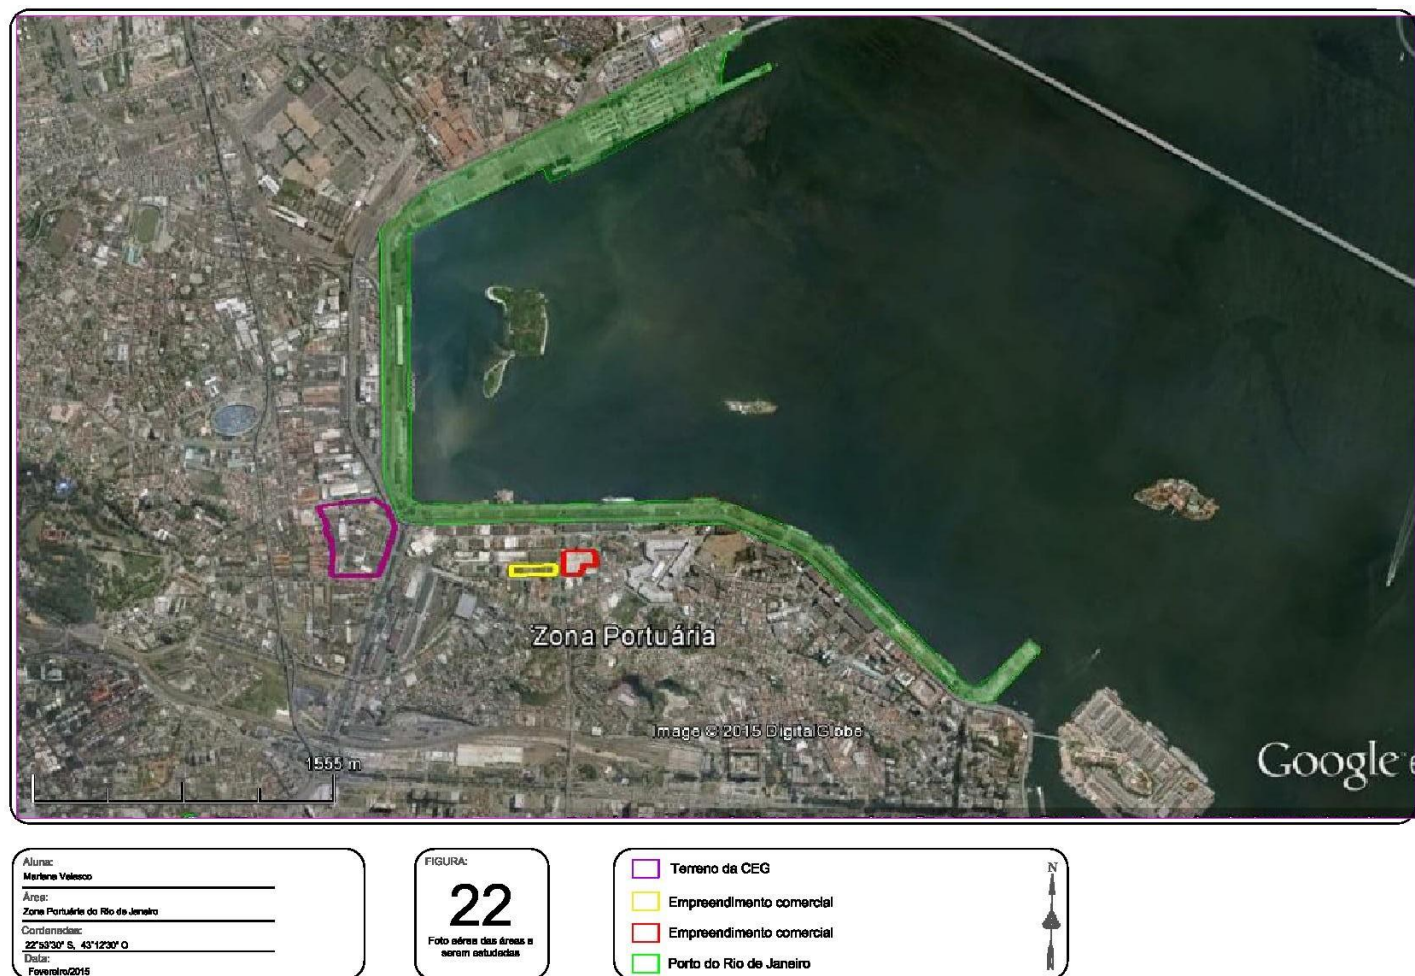 Zona Portuária
Image © 2015 DigitalGlobe
1555 m
Google e
Aluna:
Mariana Velasco
Área:
Zona Portuária do Rio de Janeiro
Cordenadas:
22°53'30" S, 43°12'30" O
Data:
Fevereiro/2015
FIGURA:
22
Foto aérea das áreas a
serem estudadas
Terreno da CEG
Empreendimento comercial
Empreendimento comercial
Porto do Rio de Janeiro
N